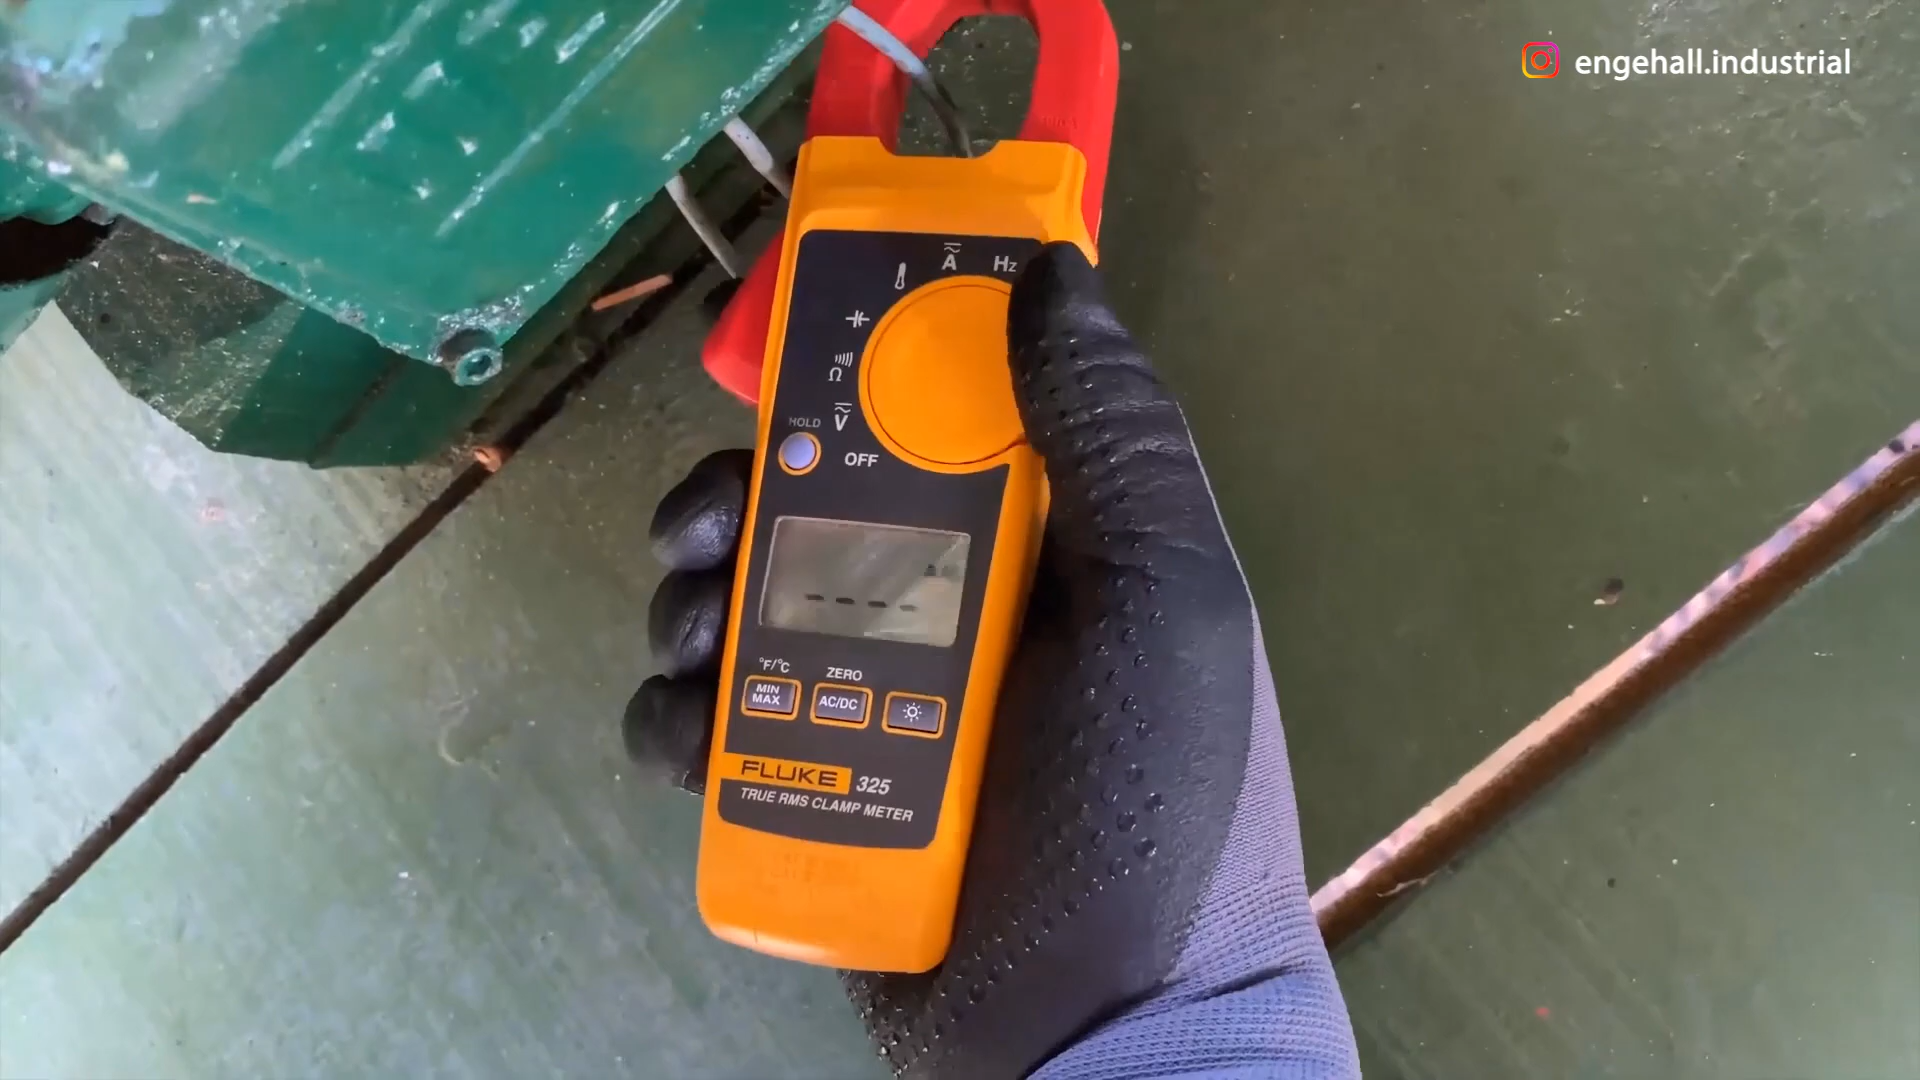 engehall.industrial
A
Hz
Ω
HOLD
V
OFF
----
°F/°C
ZERO
MIN
MAX
AC/DC
FLUKE 325
TRUE RMS CLAMP METER